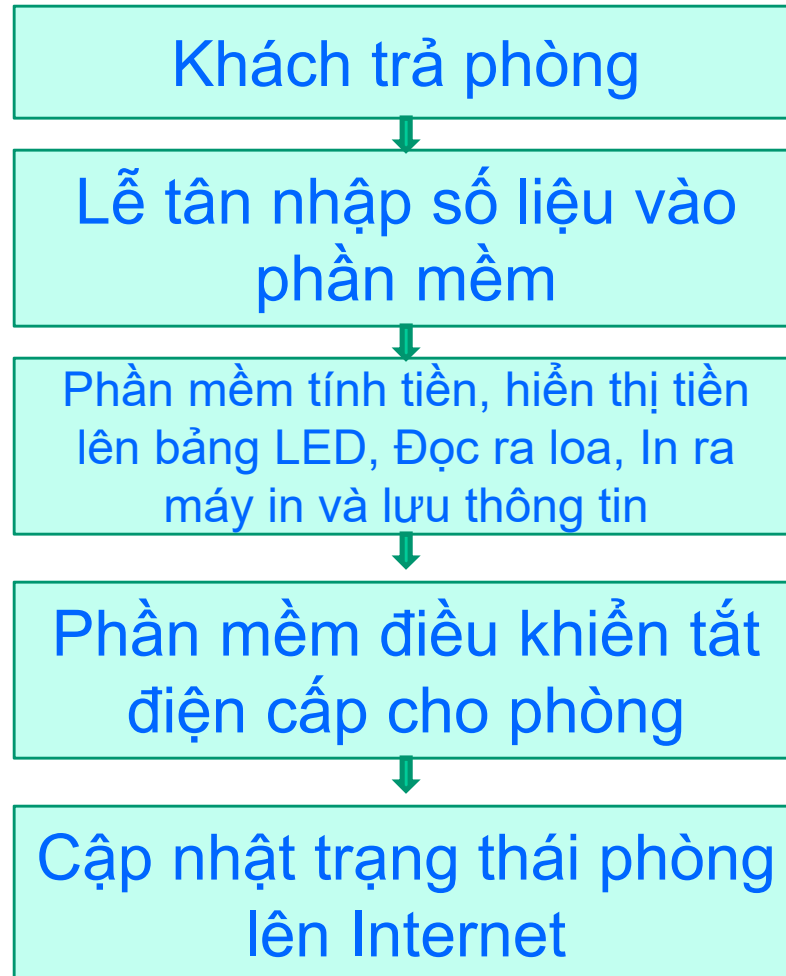 Khách trả phòng
Lễ tân nhập số liệu vào
phần mềm
Phần mềm tính tiền, hiển thị tiền
lên bảng LED, Đọc ra loa, In ra
máy in và lưu thông tin
Phần mềm điều khiển tắt
điện cấp cho phòng
Cập nhật trạng thái phòng
lên Internet